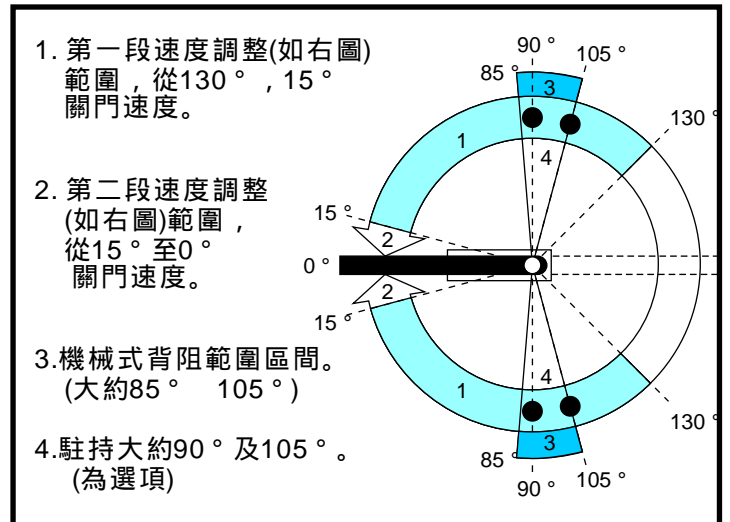 1. 第一段速度調整(如右圖)
範圍，從130°，15°
關門速度。
2. 第二段速度調整
(如右圖)範圍，
從15°至0°
關門速度。
3.機械式背阻範圍區間。
(大約85°　105°)
4.駐持大約90°及105°。
(為選項)
90°
105°
85°
3
130°
1
4
15°
2
0°
2
15°
1
4
130°
3
85°
90°
105°